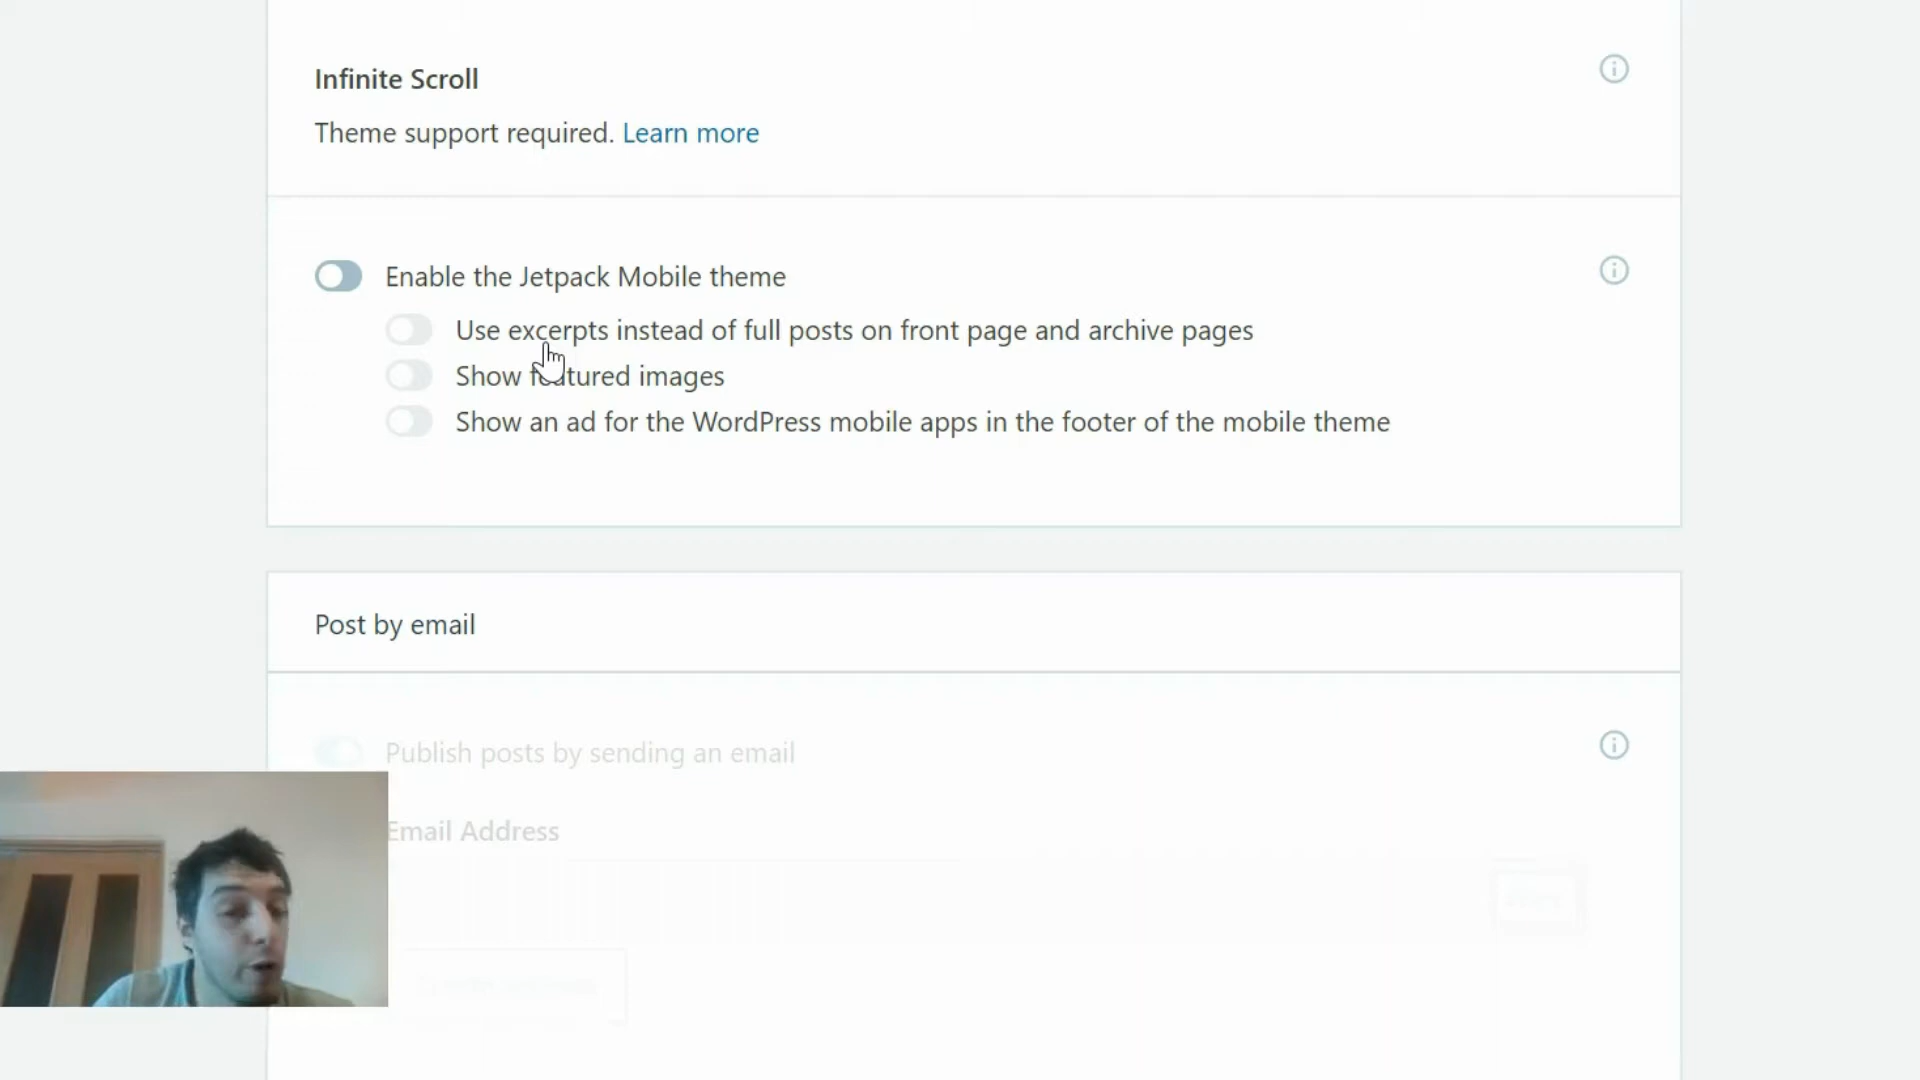 Infinite Scroll
Theme support required. Learn more
Enable the Jetpack Mobile theme
Use excerpts instead of full posts on front page and archive pages
Show featured images
Show an ad for the WordPress mobile apps in the footer of the mobile theme
Post by email
Publish posts by sending an email
Email Address